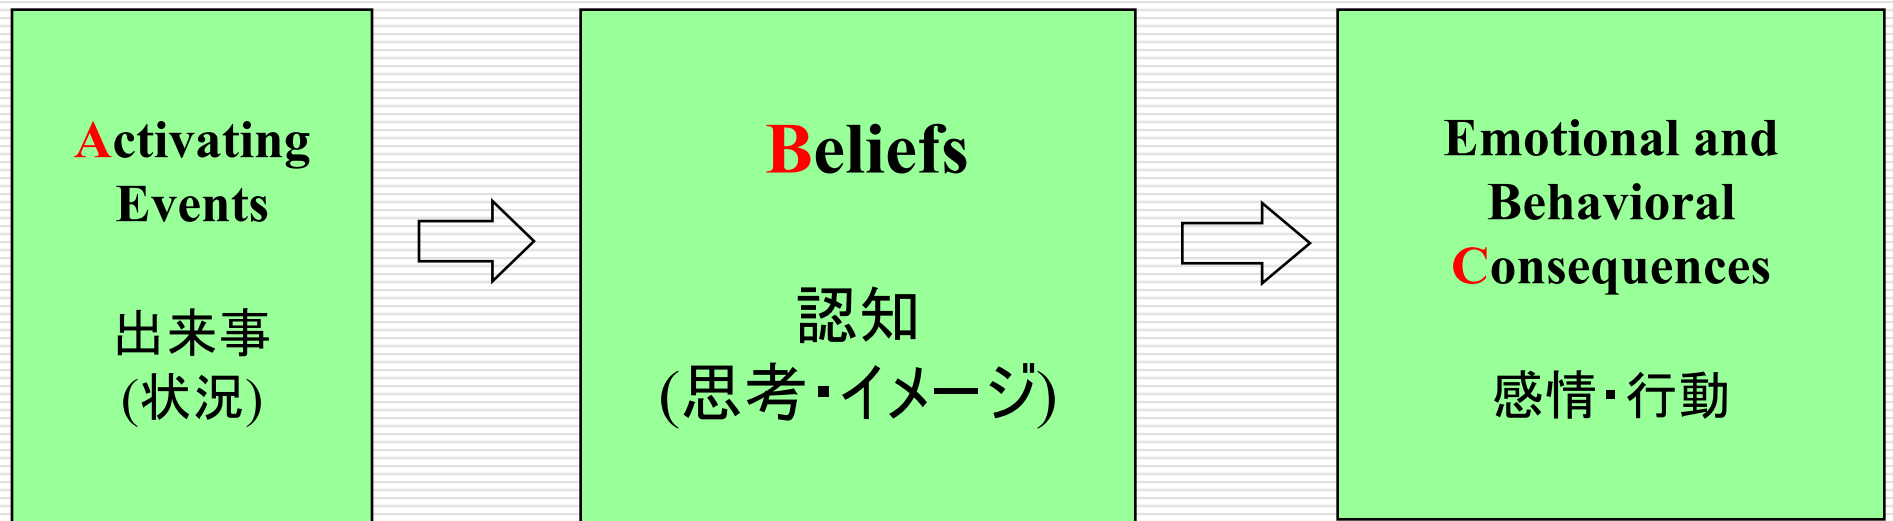 Activating
Events
出来事
(状況)
Beliefs
認知
(思考・イメージ)
Emotional and
Behavioral
Consequences
感情・行動